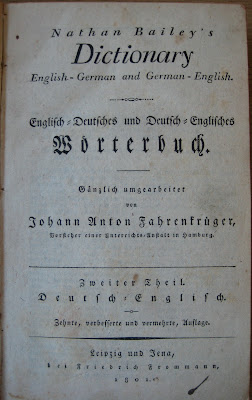 Nathan Bailey's
Dictionary
English-German and German-English.
Englisch-Deutsches und Deutsch-Englisches
Wörterbuch.
Gänzlich umgearbeitet
von
Johann Anton Fahrenkrüger,
Vorsteher einer Unterrichts-Anstalt in Hamburg.
Zweiter Theil.
Deutsch-Englisch.
Zehnte, verbesserte und vermehrte, Auflage.
Leipzig und Jena,
bei Friedrich Frommann,
1801.